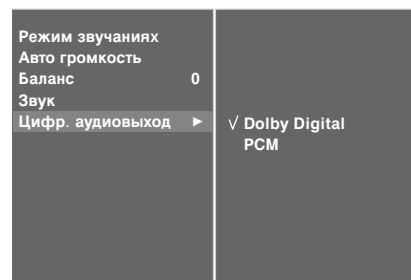 Режим звучаниях
Авто громкость
Баланс 0
Звук
Цифр. аудиовыход ►
√ Dolby Digital
PCM